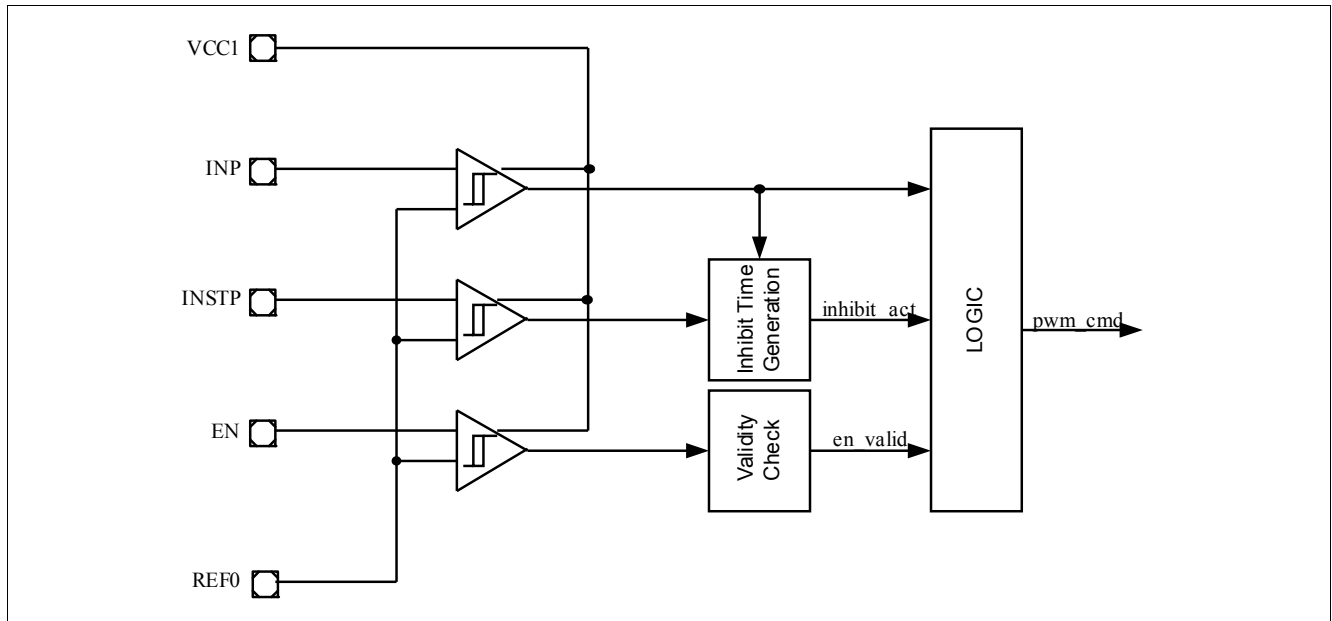 VCC1
INP
INSTP
EN
REF0
Inhibit Time
Generation
inhibit_act
Validity
Check
en_valid
LOGIC
pwm_cmd